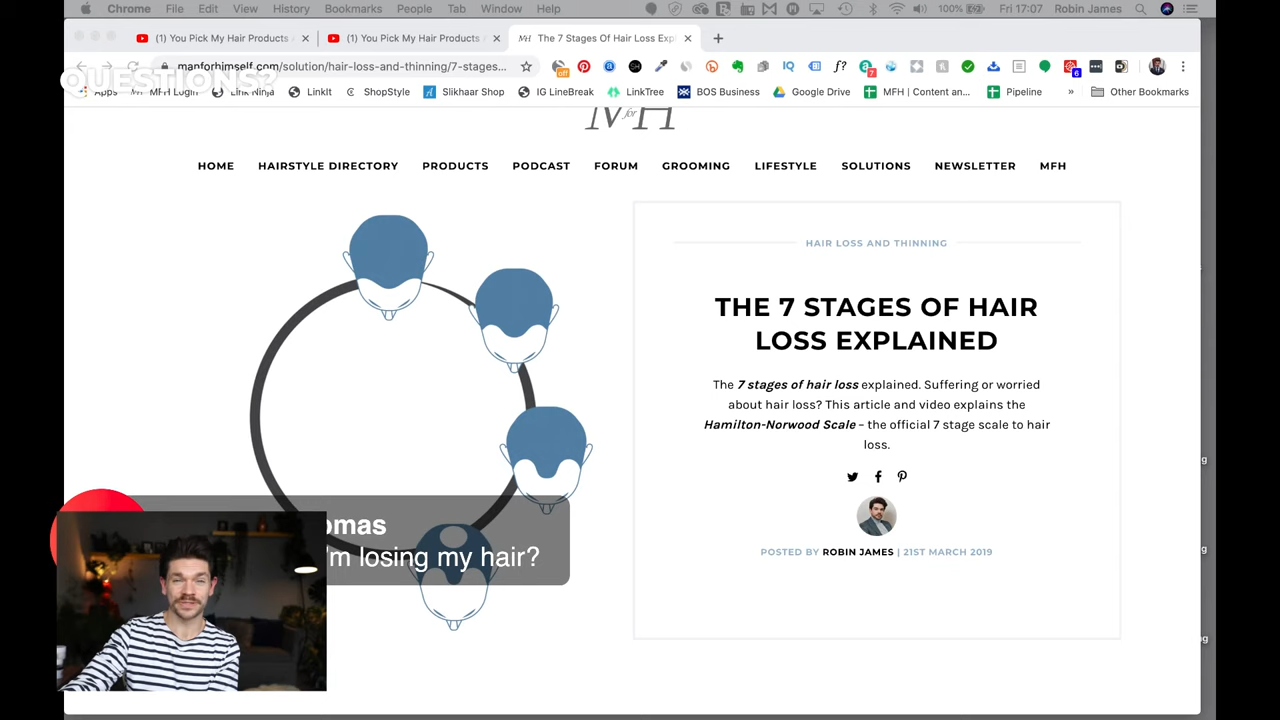 Chrome File Edit View History Bookmarks People Tab Window Help 100% Fri 17:07 Robin James
(1) You Pick My Hair Products
(1) You Pick My Hair Products
The 7 Stages Of Hair Loss Expl
manforhimself.com/solution/hair-loss-and-thinning/7-stages...
QUESTIONS?
Apps MFH Login Link Ninja LinkIt ShopStyle Slikhaar Shop IG LineBreak LinkTree BOS Business Google Drive MFH | Content an... Pipeline » Other Bookmarks
M for H
HOME HAIRSTYLE DIRECTORY PRODUCTS PODCAST FORUM GROOMING LIFESTYLE SOLUTIONS NEWSLETTER MFH
HAIR LOSS AND THINNING
THE 7 STAGES OF HAIR
LOSS EXPLAINED
The 7 stages of hair loss explained. Suffering or worried
about hair loss? This article and video explains the
Hamilton-Norwood Scale – the official 7 stage scale to hair
loss.
POSTED BY ROBIN JAMES | 21ST MARCH 2019
omas
'm losing my hair?